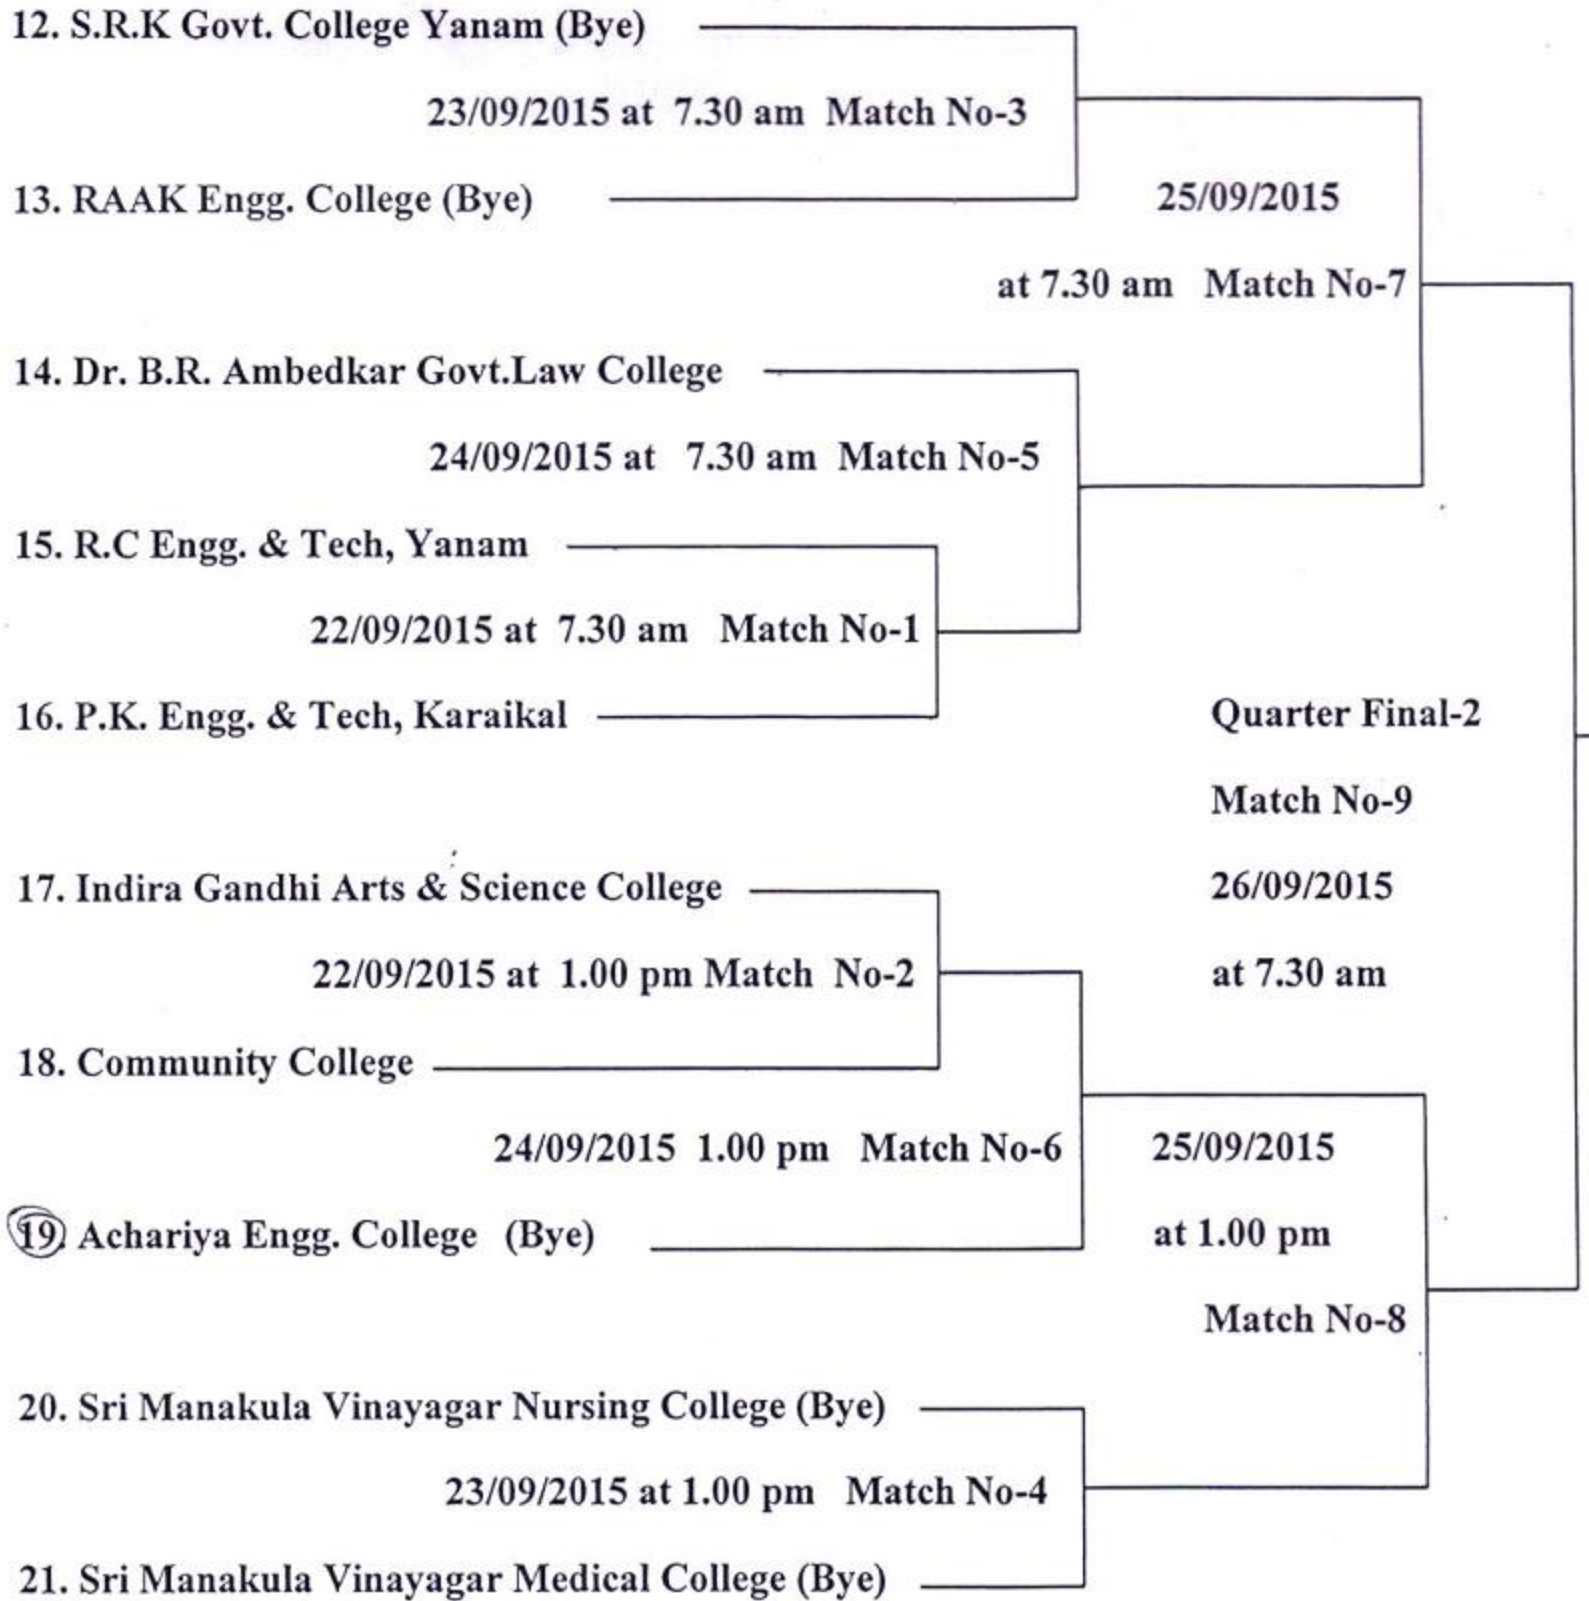 12. S.R.K Govt. College Yanam (Bye)
23/09/2015 at 7.30 am Match No-3
13. RAAK Engg. College (Bye)
25/09/2015
at 7.30 am Match No-7
14. Dr. B.R. Ambedkar Govt.Law College
24/09/2015 at 7.30 am Match No-5
15. R.C Engg. & Tech, Yanam
22/09/2015 at 7.30 am Match No-1
16. P.K. Engg. & Tech, Karaikal
Quarter Final-2
Match No-9
17. Indira Gandhi Arts & Science College
26/09/2015
22/09/2015 at 1.00 pm Match No-2
at 7.30 am
18. Community College
24/09/2015 1.00 pm Match No-6
25/09/2015
19. Achariya Engg. College (Bye)
at 1.00 pm
Match No-8
20. Sri Manakula Vinayagar Nursing College (Bye)
23/09/2015 at 1.00 pm Match No-4
21. Sri Manakula Vinayagar Medical College (Bye)